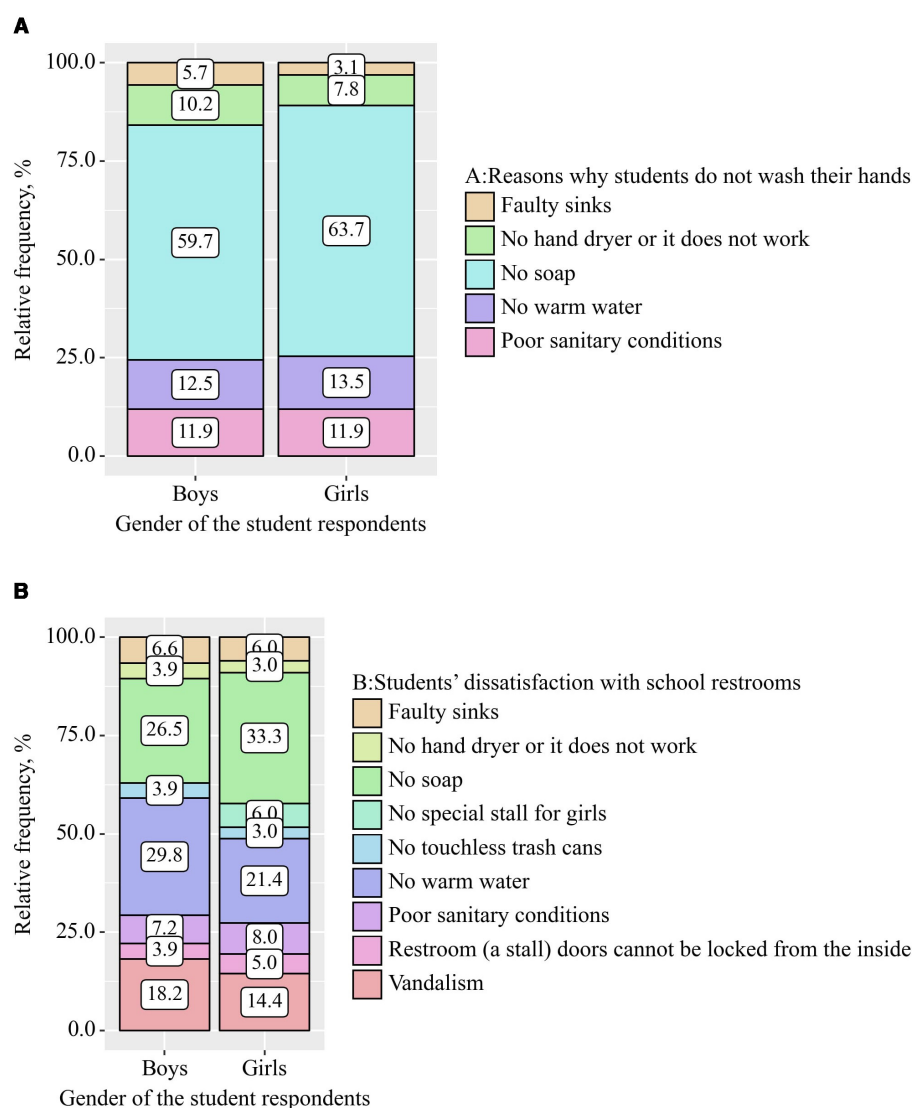 A
100.0
75.0
50.0
25.0
0.0
Relative frequency, %
5.7
10.2
59.7
12.5
11.9
3.1
7.8
63.7
13.5
11.9
Boys
Girls
Gender of the student respondents
A:Reasons why students do not wash their hands
Faulty sinks
No hand dryer or it does not work
No soap
No warm water
Poor sanitary conditions
B
100.0
75.0
50.0
25.0
0.0
Relative frequency, %
6.6
3.9
26.5
3.9
29.8
7.2
3.9
18.2
6.0
3.0
33.3
6.0
3.0
21.4
8.0
5.0
14.4
Boys
Girls
Gender of the student respondents
B:Students’ dissatisfaction with school restrooms
Faulty sinks
No hand dryer or it does not work
No soap
No special stall for girls
No touchless trash cans
No warm water
Poor sanitary conditions
Restroom (a stall) doors cannot be locked from the inside
Vandalism